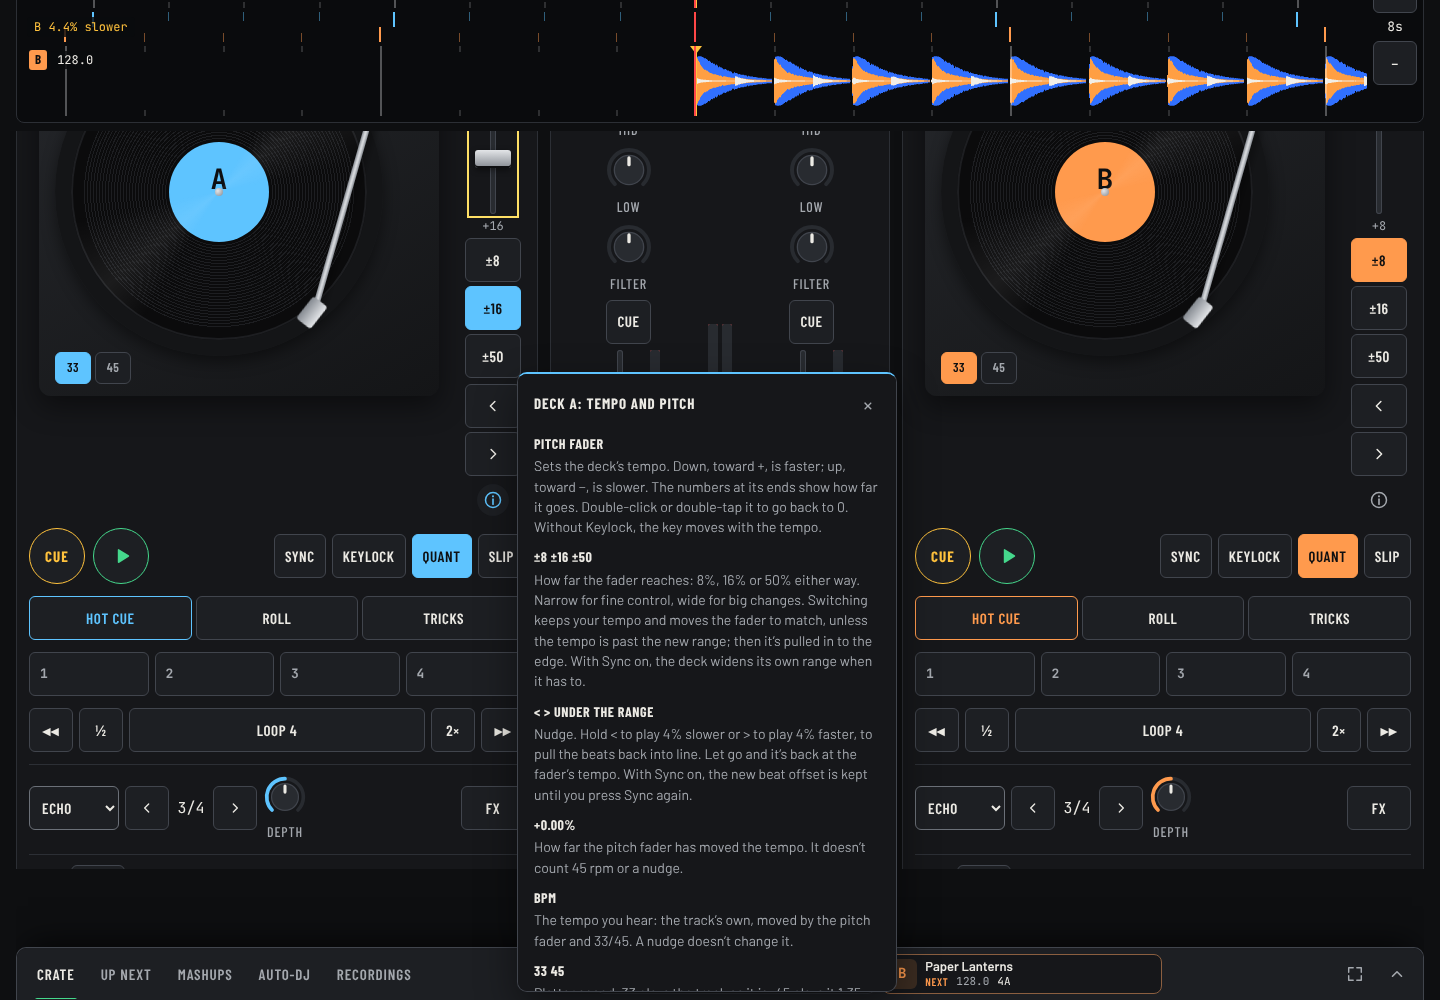 B 4.4% slower
8s
B 128.0
-
MID
MID
A
B
LOW
LOW
+16
+8
±8
±8
FILTER
FILTER
±16
CUE
CUE
±16
±50
±50
33 45
33 45
<
<
>
>
DECK A: TEMPO AND PITCH ×
PITCH FADER
Sets the deck's tempo. Down, toward +, is faster; up,
toward −, is slower. The numbers at its ends show how far
it goes. Double-click or double-tap it to go back to 0.
Without Keylock, the key moves with the tempo.
±8 ±16 ±50
How far the fader reaches: 8%, 16% or 50% either way.
Narrow for fine control, wide for big changes. Switching
keeps your tempo and moves the fader to match, unless
the tempo is past the new range; then it's pulled in to the
edge. With Sync on, the deck widens its own range when
it has to.
< > UNDER THE RANGE
Nudge. Hold < to play 4% slower or > to play 4% faster, to
pull the beats back into line. Let go and it's back at the
fader's tempo. With Sync on, the new beat offset is kept
until you press Sync again.
+0.00%
How far the pitch fader has moved the tempo. It doesn't
count 45 rpm or a nudge.
BPM
The tempo you hear: the track's own, moved by the pitch
fader and 33/45. A nudge doesn't change it.
33 45
CUE SYNC KEYLOCK QUANT SLIP
HOT CUE ROLL TRICKS
1 2 3 4
◀◀ ½ LOOP 4 2× ▶▶
ECHO < 3/4 > FX
DEPTH
CUE SYNC KEYLOCK QUANT SLIP
HOT CUE ROLL TRICKS
1 2 3 4
◀◀ ½ LOOP 4 2× ▶▶
ECHO < 3/4 > FX
DEPTH
CRATE UP NEXT MASHUPS AUTO-DJ RECORDINGS
B Paper Lanterns
NEXT 128.0 4A